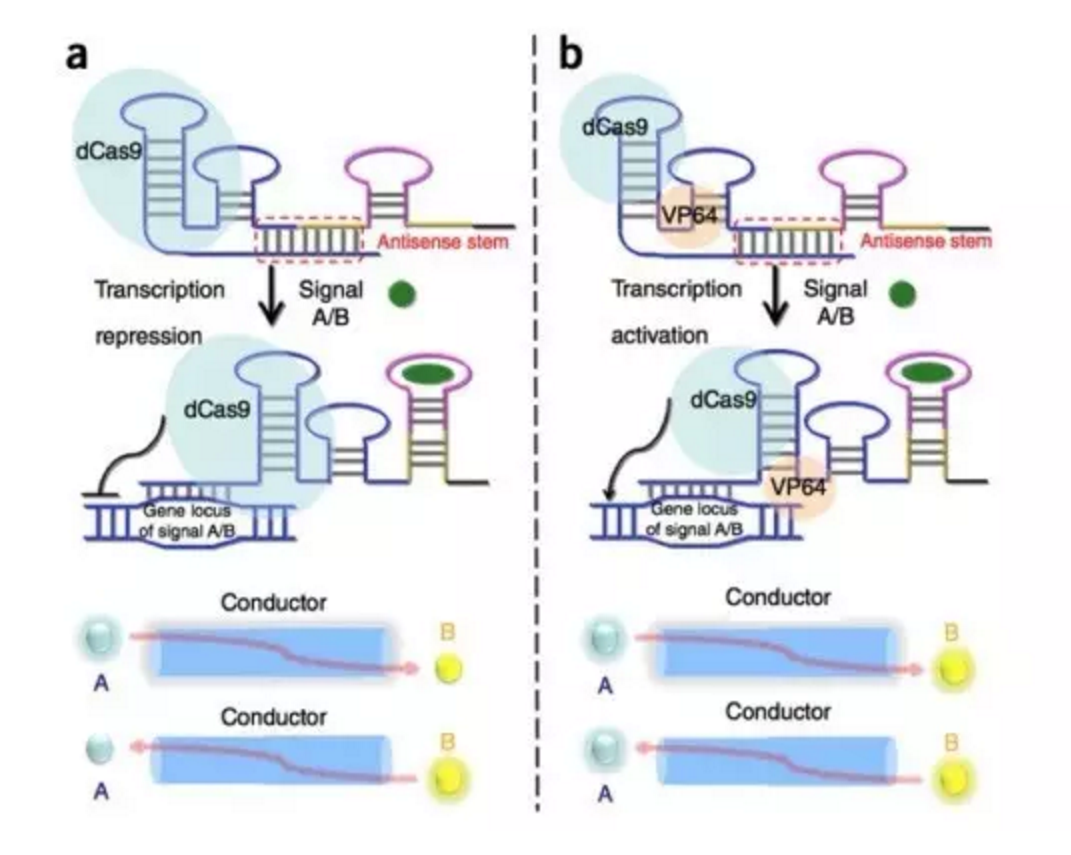 a
dCas9
Antisense stem
Transcription
repression
Signal
A/B
dCas9
Gene locus
of signal A/B
Conductor
A
B
Conductor
A
B
b
dCas9
VP64
Antisense stem
Transcription
activation
Signal
A/B
dCas9
VP64
Gene locus
of signal A/B
Conductor
A
B
Conductor
A
B